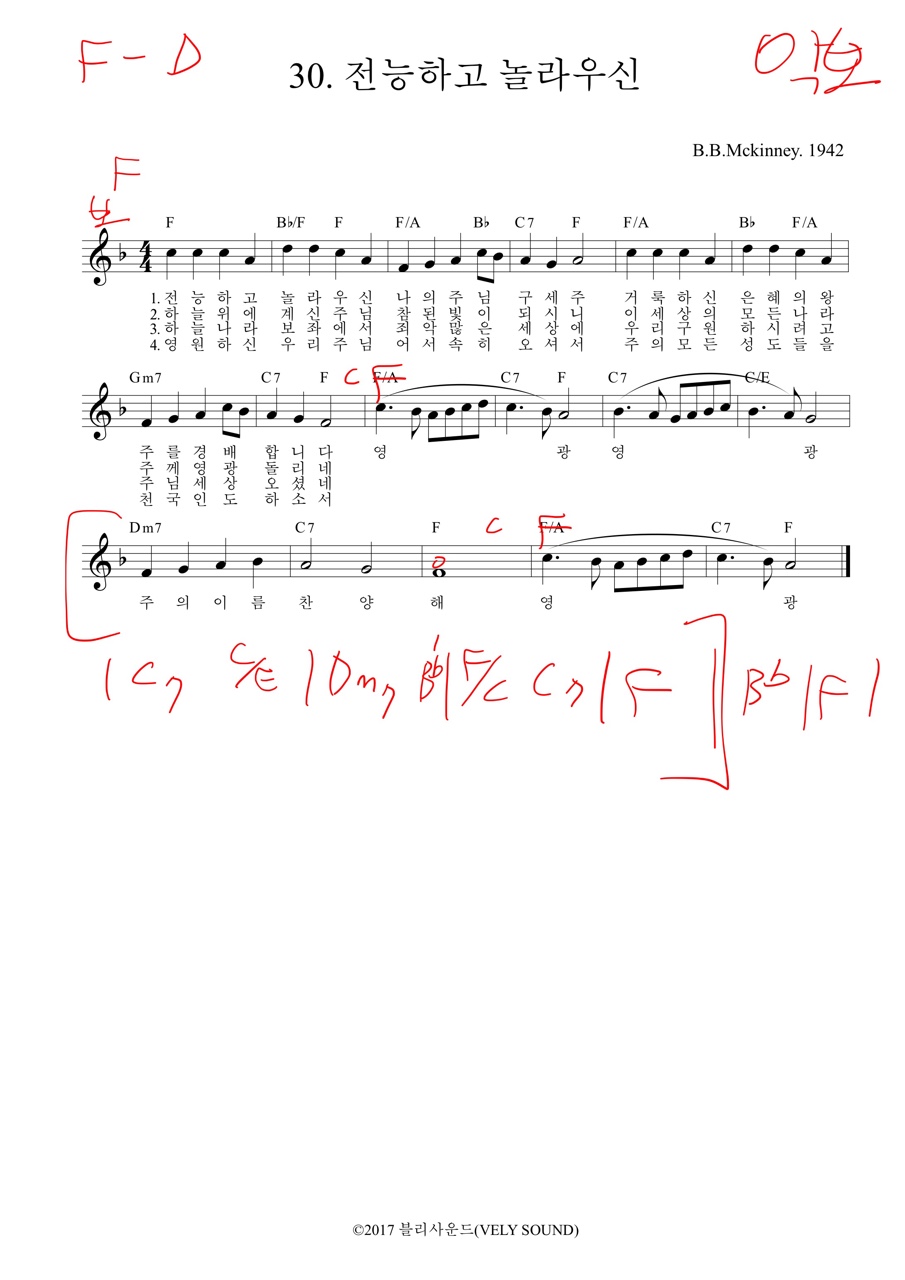 F - D
30. 전능하고 놀라우신
악보
B.B.Mckinney. 1942
F
보
F B♭/F F F/A B♭ C7 F F/A B♭ F/A
1. 전 능 하 고 놀 라 우 신 나 의 주 님 구 세 주 거 룩 하 신 은 혜 의 왕
2. 하 늘 위 에 계 신 주 님 참 된 빛 이 되 시 니 이 세 상 의 모 든 나 라
3. 하 늘 나 라 보 좌 에 서 죄 악 많 은 세 상 에 우 리 구 원 하 시 려 고
4. 영 원 하 신 우 리 주 님 어 서 속 히 오 셔 서 주 의 모 든 성 도 들 을
Gm7 C7 F C F F/A C7 F C7 C/E
주 를 경 배 합 니 다 영 광 영 광
주 께 영 광 돌 리 네
주 님 세 상 오 셨 네
천 국 인 도 하 소 서
Dm7 C7 F C F F/A C7 F
주 의 이 름 찬 양 해 영 광
| C7 C/E | Dm7 B♭ | F/C C7 | F ] B♭ | F |
©2017 블리사운드(VELY SOUND)